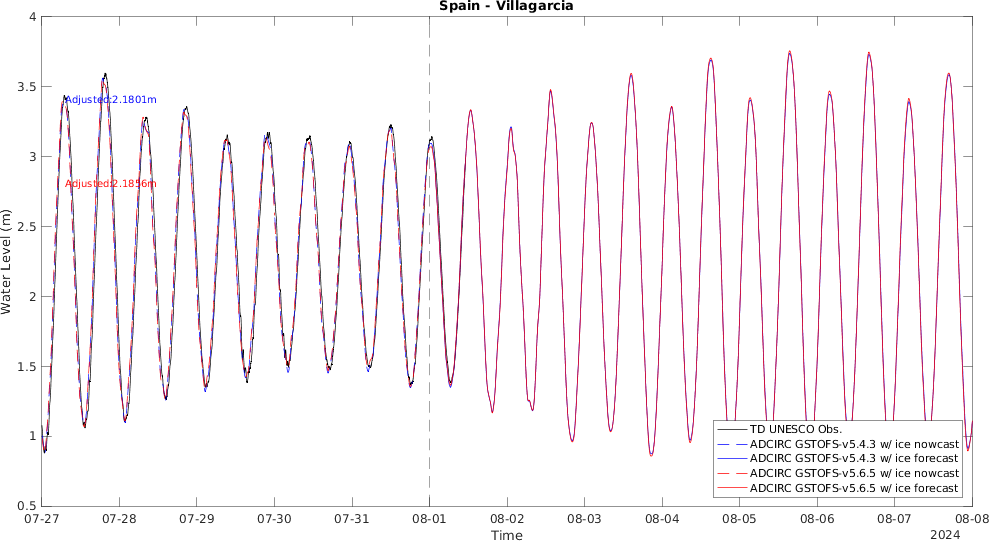 Spain - Villagarcia
4
3.5
3
2.5
2
1.5
1
0.5
Water Level (m)
Adjusted:2.1801m
Adjusted:2.1856m
TD UNESCO Obs.
ADCIRC GSTOFS-v5.4.3 w/ ice nowcast
ADCIRC GSTOFS-v5.4.3 w/ ice forecast
ADCIRC GSTOFS-v5.6.5 w/ ice nowcast
ADCIRC GSTOFS-v5.6.5 w/ ice forecast
07-27 07-28 07-29 07-30 07-31 08-01 08-02 08-03 08-04 08-05 08-06 08-07 08-08
Time
2024